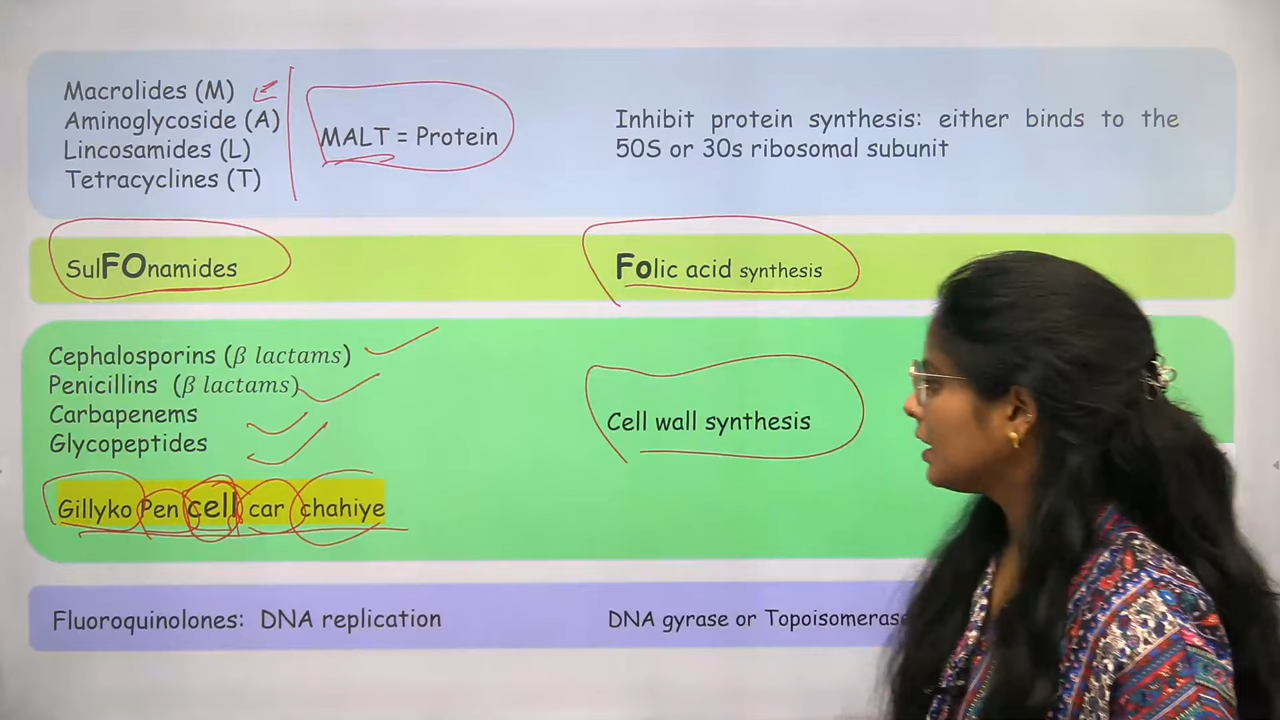 Macrolides (M)
Aminoglycoside (A)
Lincosamides (L)
Tetracyclines (T)
MALT = Protein
Inhibit protein synthesis: either binds to the
50S or 30s ribosomal subunit
SulFOnamides
Folic acid synthesis
Cephalosporins (β lactams)
Penicillins (β lactams)
Carbapenems
Glycopeptides
Gillyko Pen cell car chahiye
Cell wall synthesis
Fluoroquinolones: DNA replication
DNA gyrase or Topoisomerase